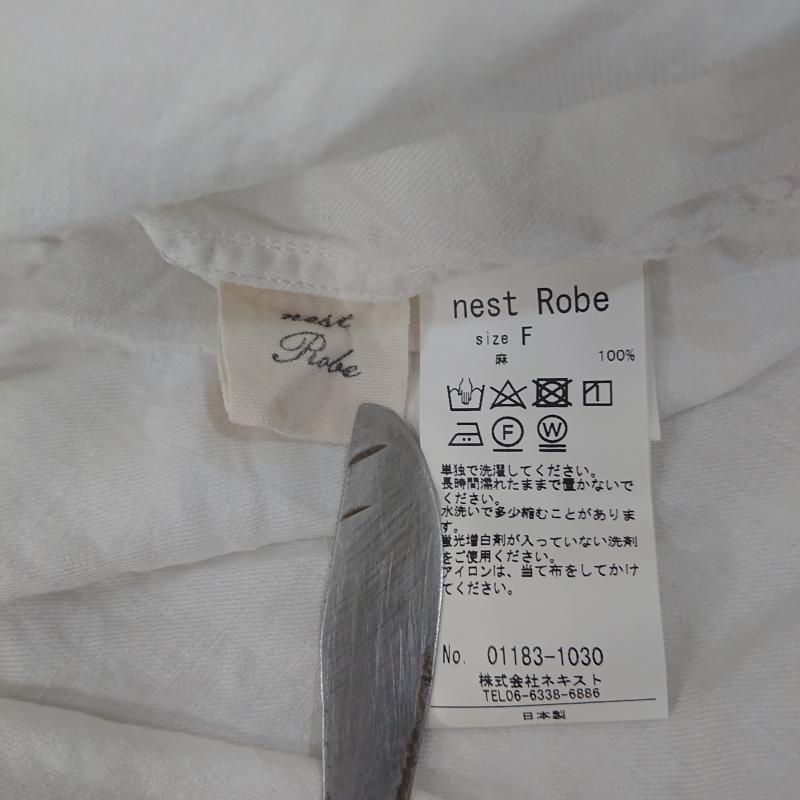 nest
Robe
nest Robe
size F
麻 100%
F W
単独で洗濯してください。
長時間濡れたままで置かないで
ください。
水洗いで多少縮むことがありま
す。
蛍光増白剤が入っていない洗剤
をご使用ください。
アイロンは、当て布をしてかけ
てください。
No. 01183-1030
株式会社ネキスト
TEL06-6338-6886
日本製